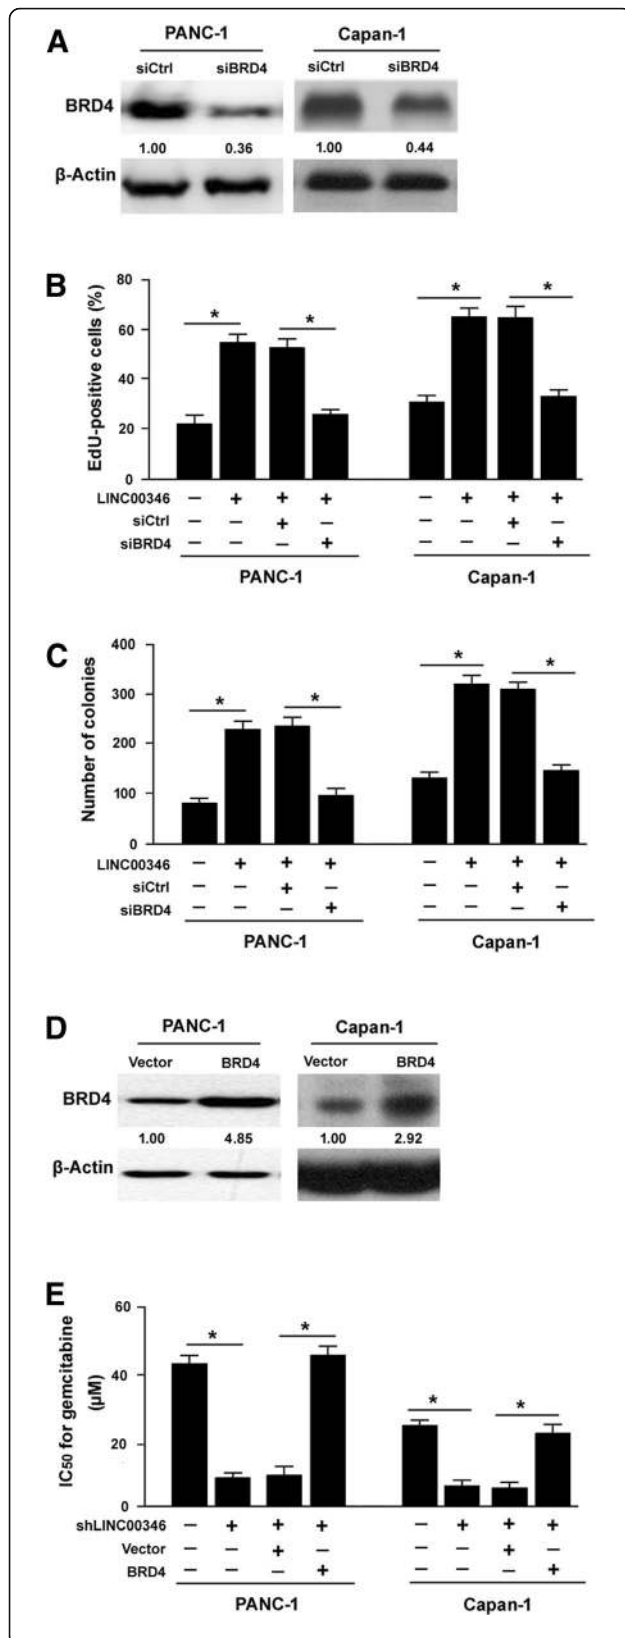 A
PANC-1 Capan-1
siCtrl siBRD4 siCtrl siBRD4
BRD4
1.00 0.36 1.00 0.44
β-Actin
B
EdU-positive cells (%)
80
60
40
20
0
* * * *
LINC00346 – + + + – + + +
siCtrl – – + – – – + –
siBRD4 – – – + – – – +
PANC-1 Capan-1
C
Number of colonies
400
300
200
100
0
* * * *
LINC00346 – + + + – + + +
siCtrl – – + – – – + –
siBRD4 – – – + – – – +
PANC-1 Capan-1
D
PANC-1 Capan-1
Vector BRD4 Vector BRD4
BRD4
1.00 4.85 1.00 2.92
β-Actin
E
IC50 for gemcitabine
(µM)
60
40
20
0
* * * *
shLINC00346 – + + + – + + +
Vector – – + – – – + –
BRD4 – – – + – – – +
PANC-1 Capan-1